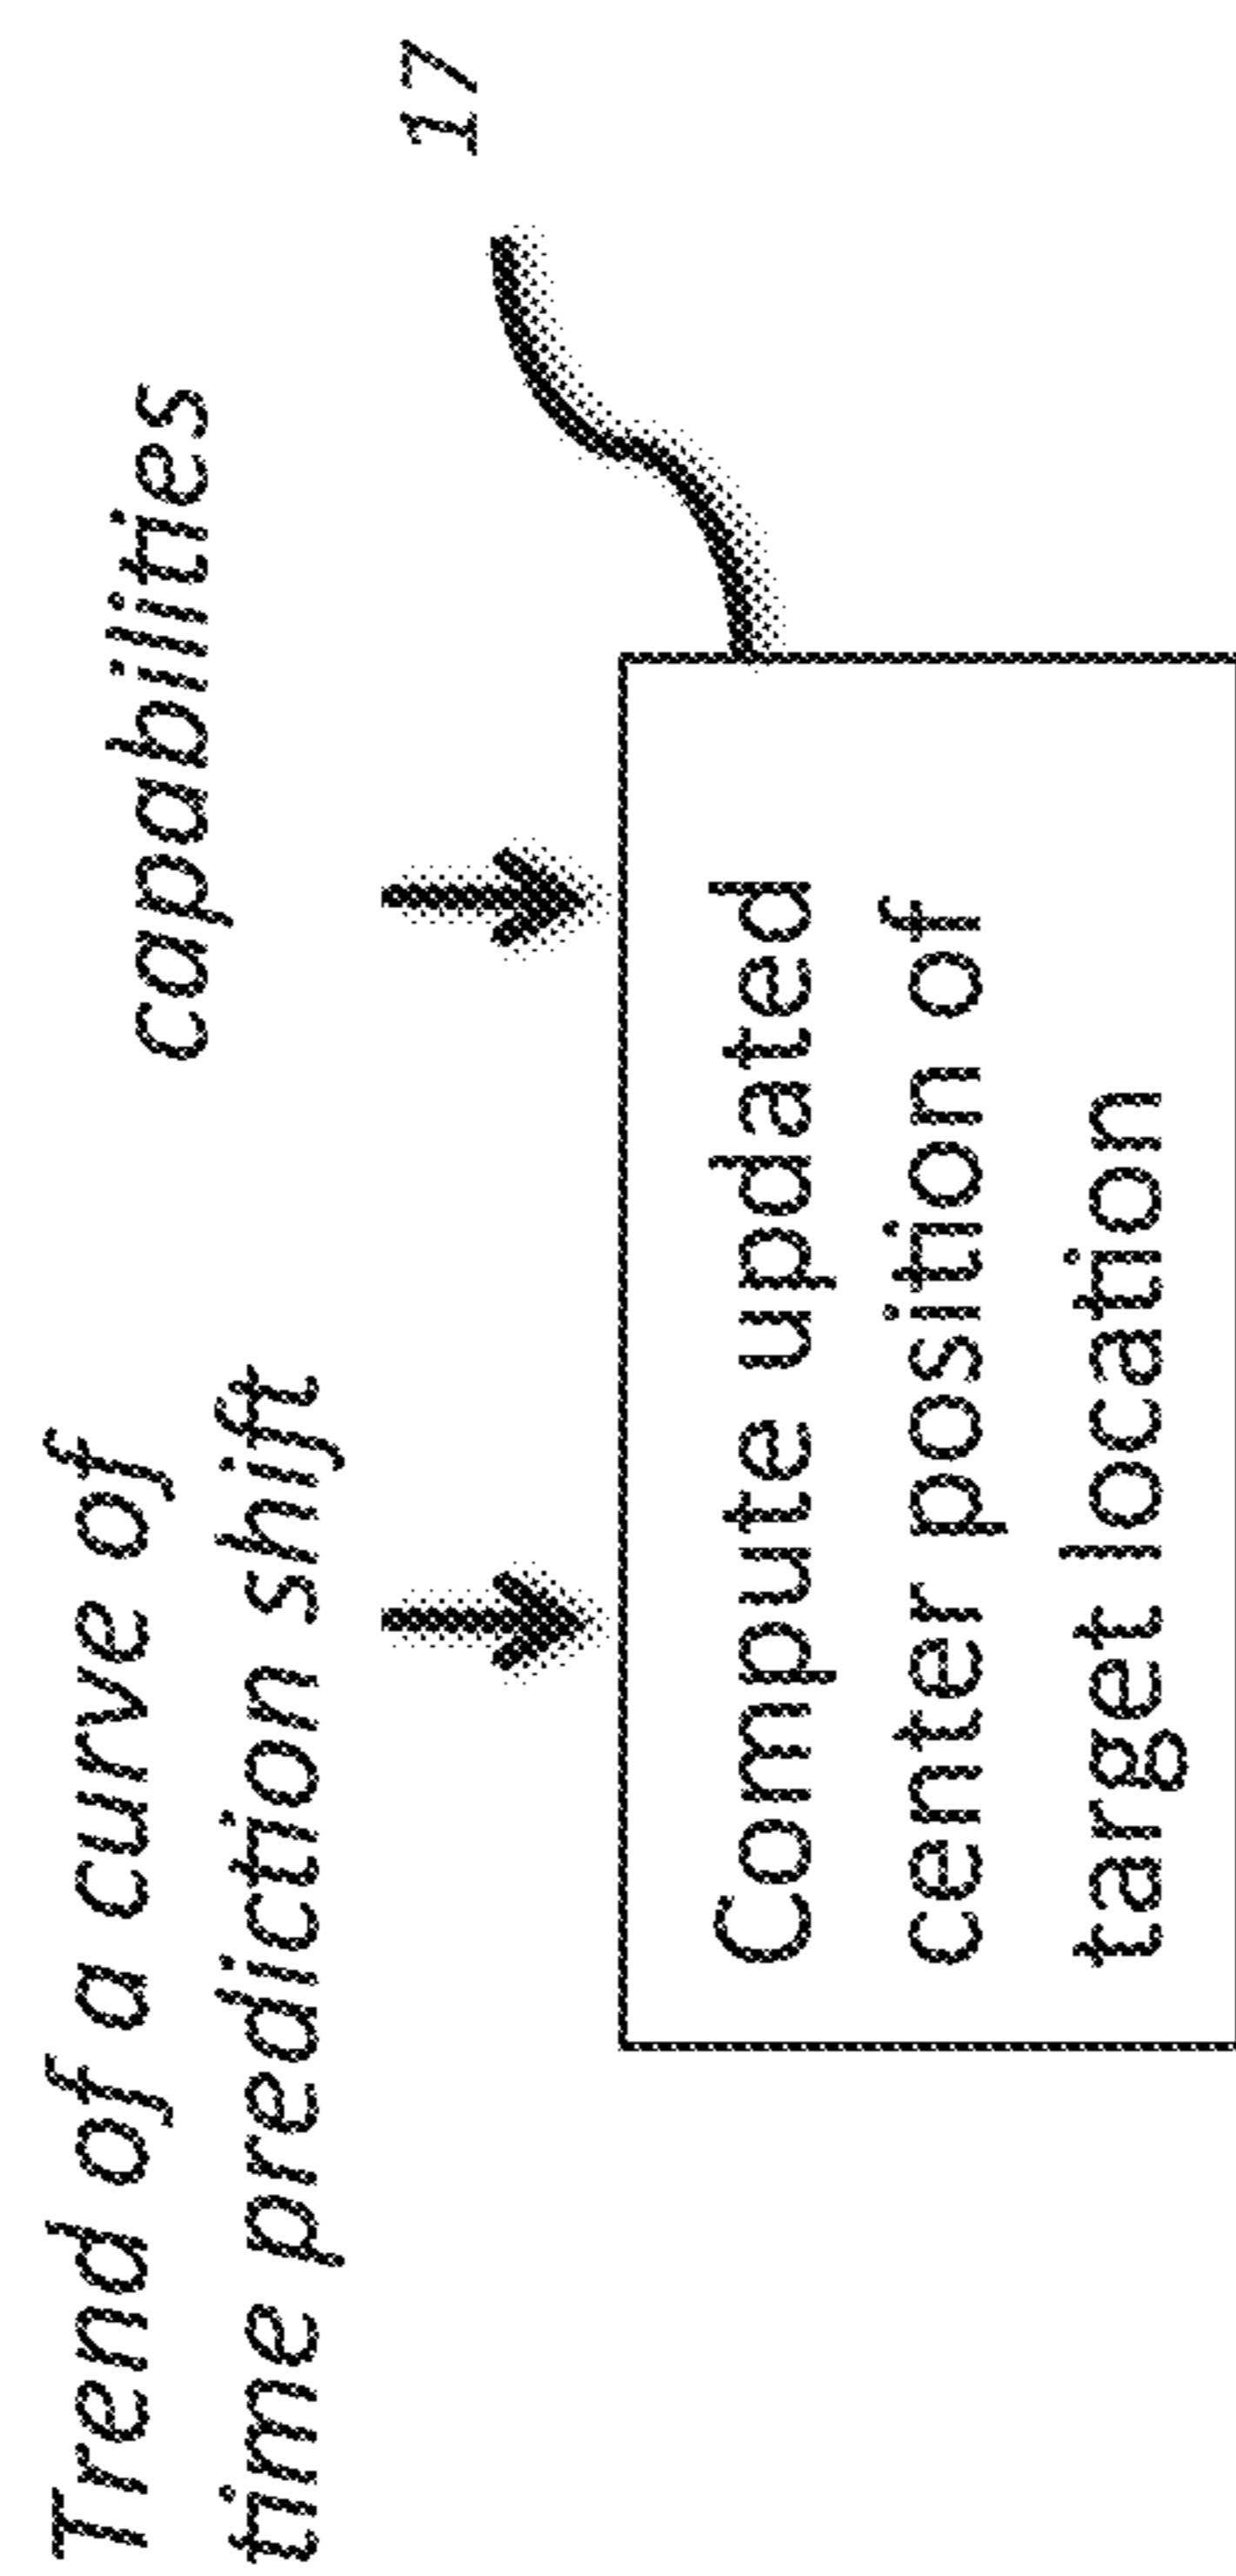 Trend of a curve of
time prediction shift
capabilities
17
Compute updated
center position of
target location